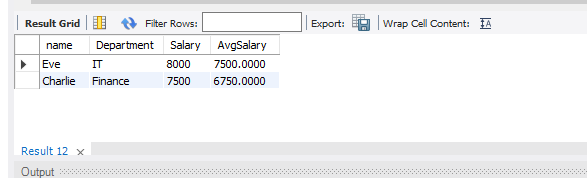 Result Grid Filter Rows: Export: Wrap Cell Content: IA
name Department Salary AvgSalary
Eve IT 8000 7500.0000
Charlie Finance 7500 6750.0000
Result 12 ×
Output